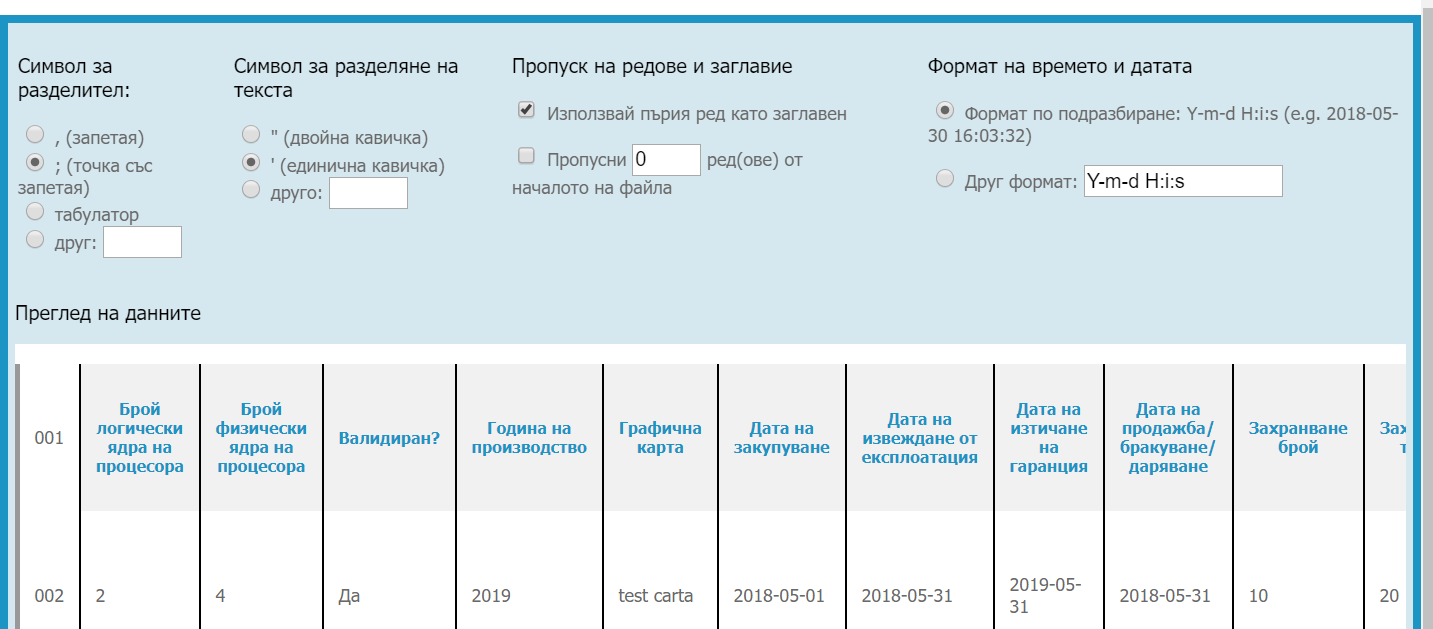 Символ за
разделител:
, (запетая)
; (точка със
запетая)
табулатор
друг:
Символ за разделяне на
текста
" (двойна кавичка)
' (единична кавичка)
друго:
Пропуск на редове и заглавие
Използвай пърия ред като заглавен
Пропусни 0 ред(ове) от
началото на файла
Формат на времето и датата
Формат по подразбиране: Y-m-d H:i:s (e.g. 2018-05-
30 16:03:32)
Друг формат: Y-m-d H:i:s
Преглед на данните
001
Брой
логически
ядра на
процесора
Брой
физически
ядра на
процесора
Валидиран?
Година на
производство
Графична
карта
Дата на
закупуване
Дата на
извеждане от
експлоатация
Дата на
изтичане
на
гаранция
Дата на
продажба/
бракуване/
даряване
Захранване
брой
002
2
4
Да
2019
test carta
2018-05-01
2018-05-31
2019-05-
31
2018-05-31
10
20